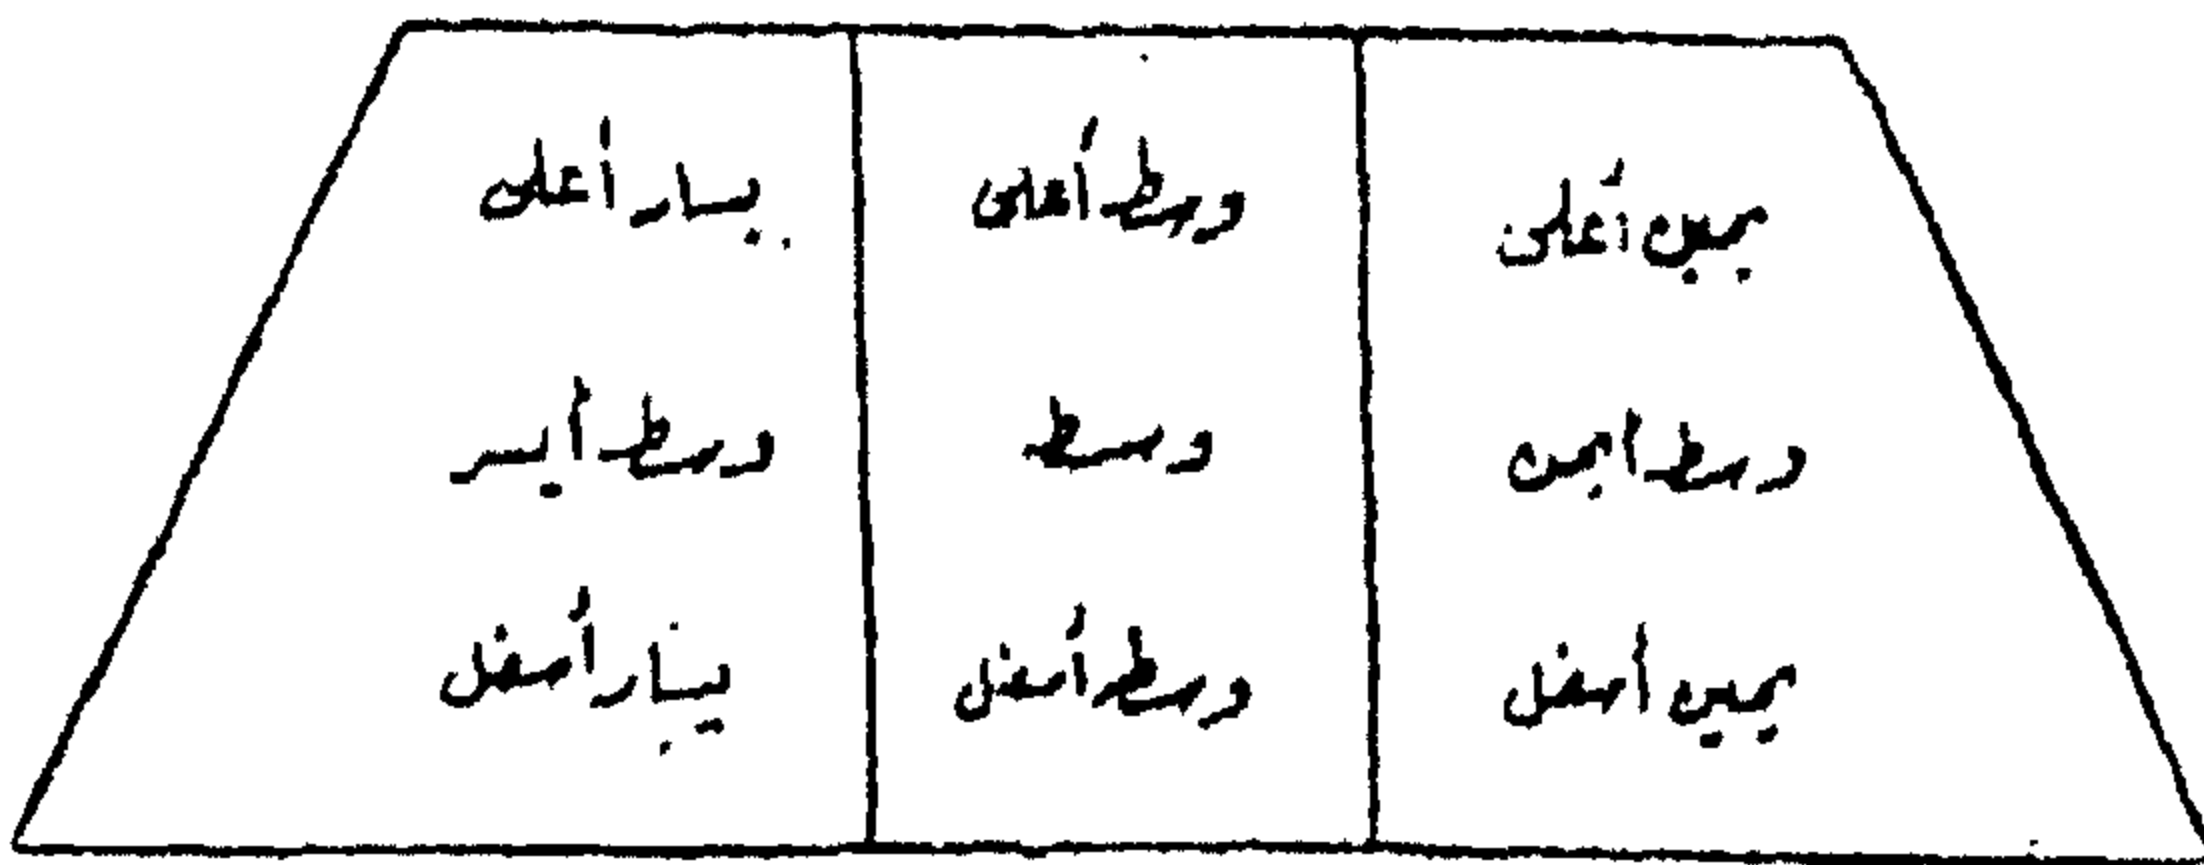 يمين أعلى
وسط أعلى
يسار أعلى
وسط أيمن
وسط
وسط أيسر
يمين أسفل
وسط أسفل
يسار أسفل